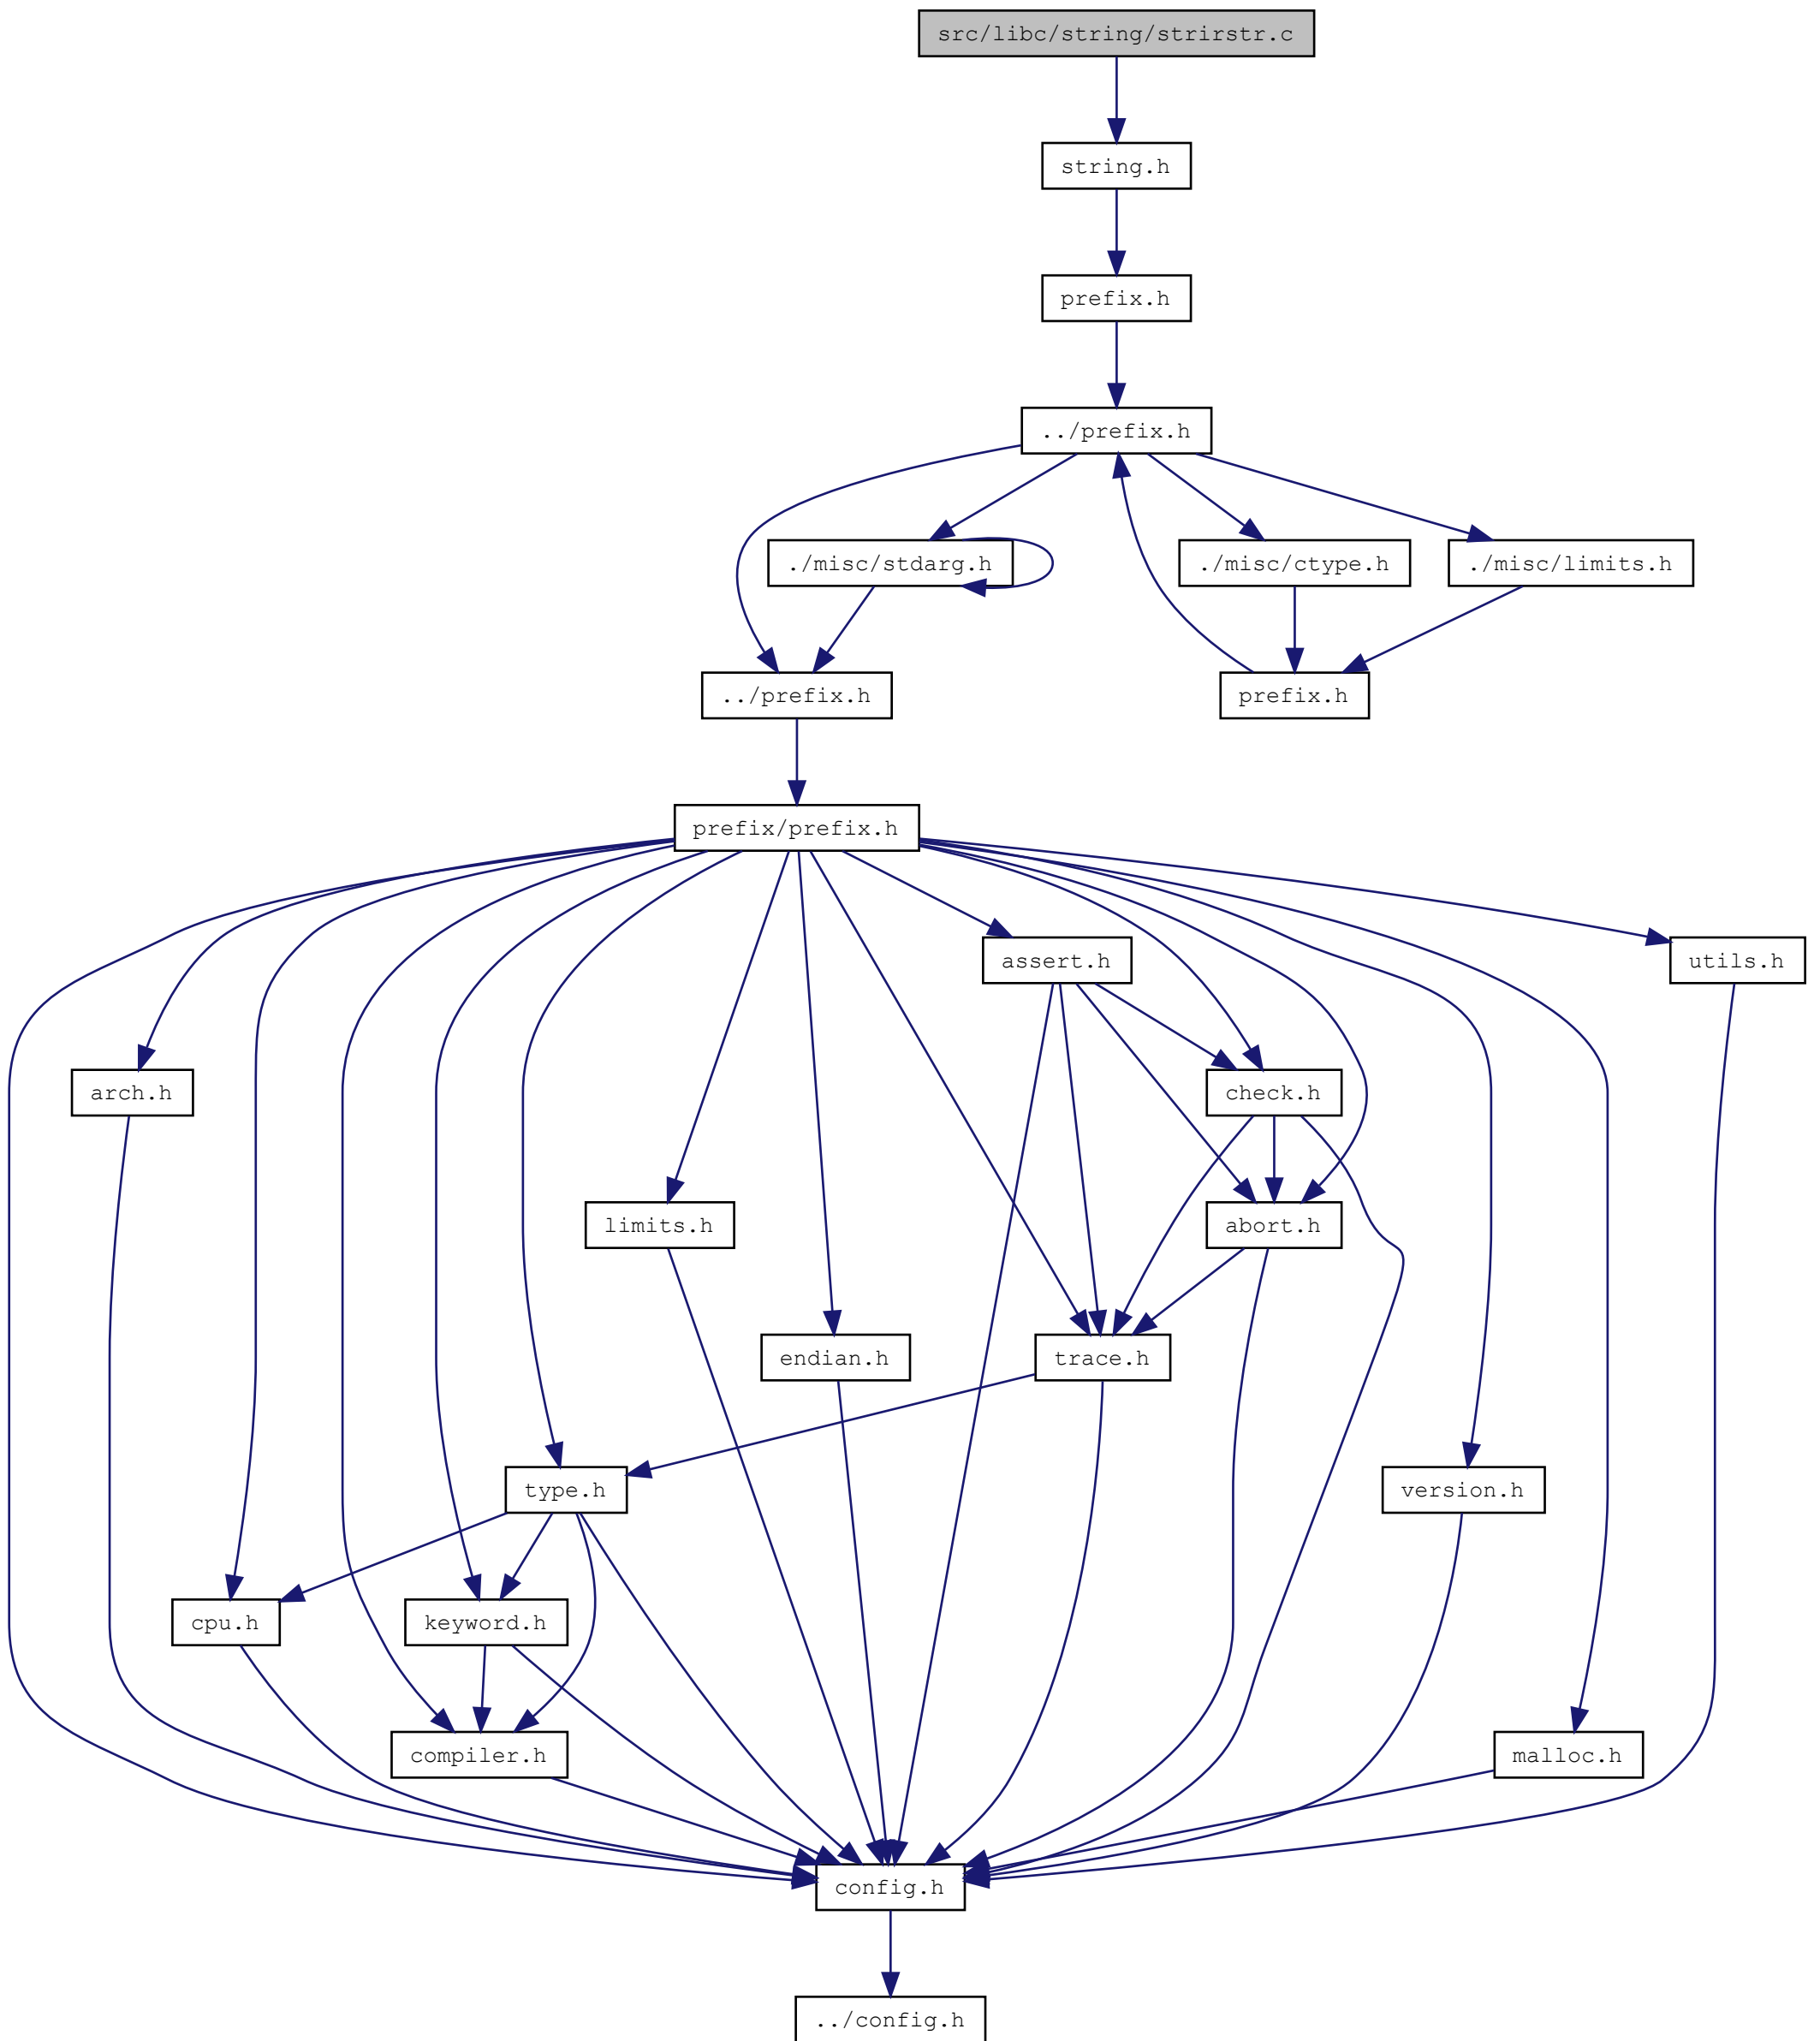 src/libc/string/strirstr.c
string.h
prefix.h
../prefix.h
./misc/stdarg.h
./misc/ctype.h
./misc/limits.h
../prefix.h
prefix.h
prefix/prefix.h
assert.h
utils.h
arch.h
check.h
limits.h
abort.h
endian.h
trace.h
type.h
version.h
cpu.h
keyword.h
compiler.h
malloc.h
config.h
../config.h